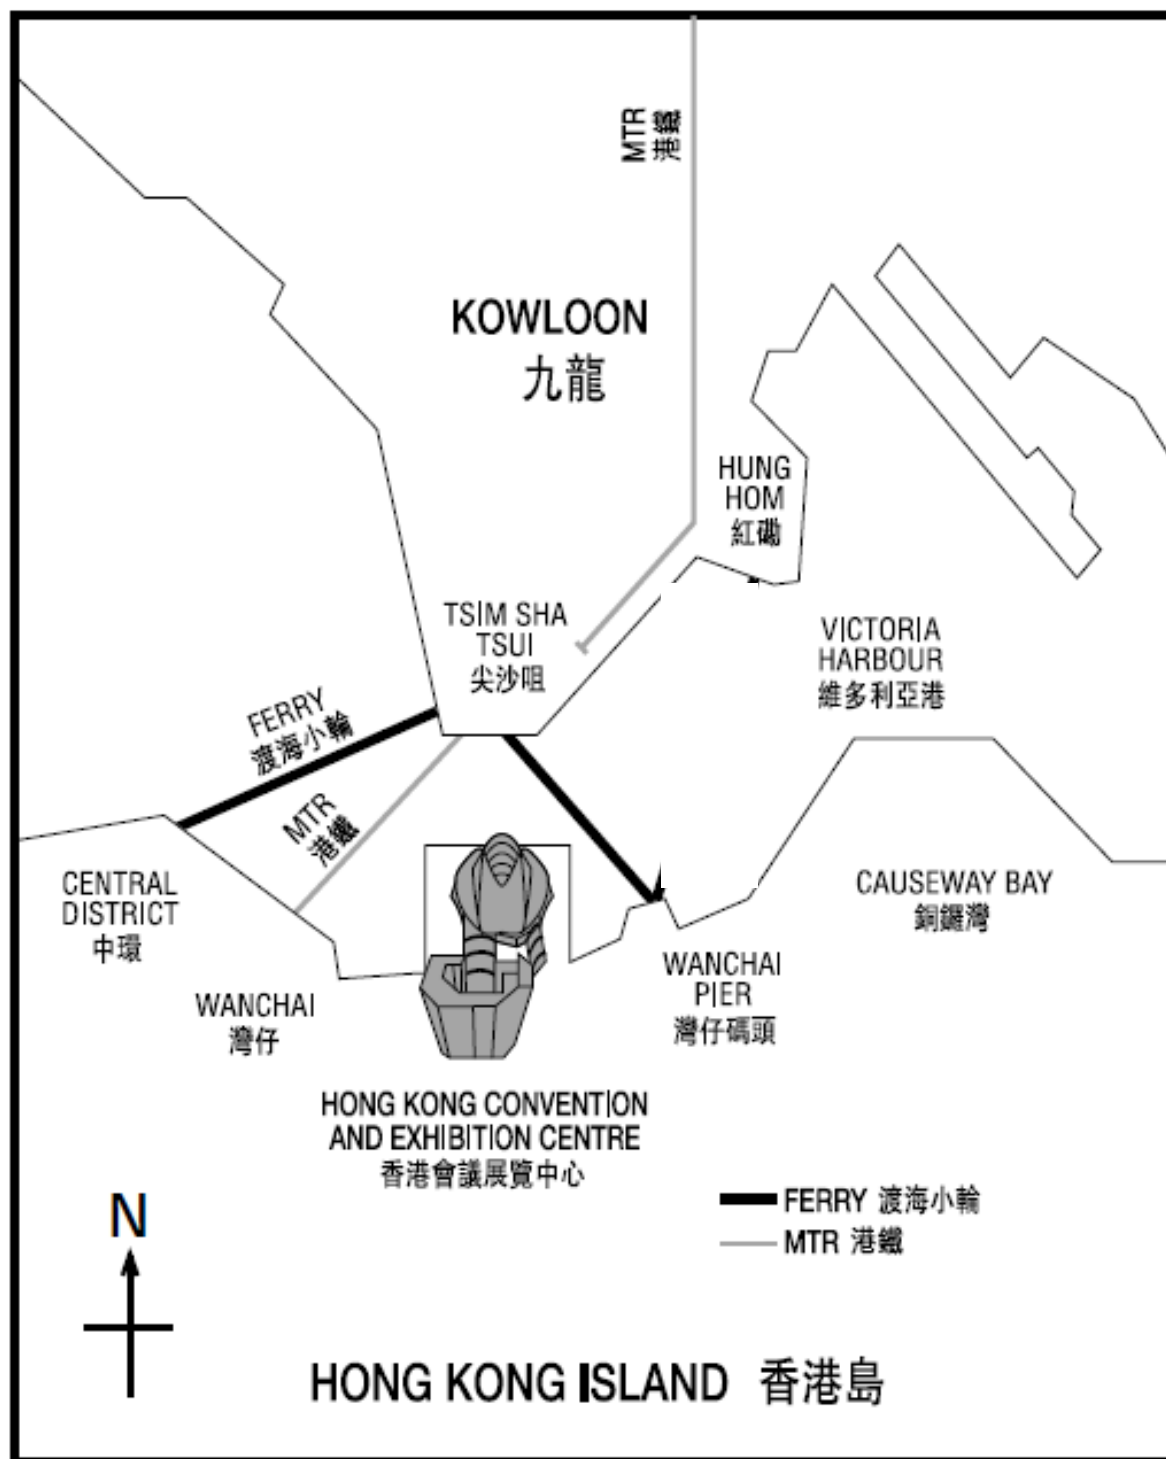 MTR
港鐵
KOWLOON
九龍
HUNG
HOM
紅磡
TSIM SHA
TSUI
尖沙咀
VICTORIA
HARBOUR
維多利亞港
FERRY
渡海小輪
MTR
港鐵
CENTRAL
DISTRICT
中環
CAUSEWAY BAY
銅鑼灣
WANCHAI
PIER
灣仔碼頭
WANCHAI
灣仔
HONG KONG CONVENTION
AND EXHIBITION CENTRE
香港會議展覽中心
FERRY 渡海小輪
MTR 港鐵
N
HONG KONG ISLAND 香港島